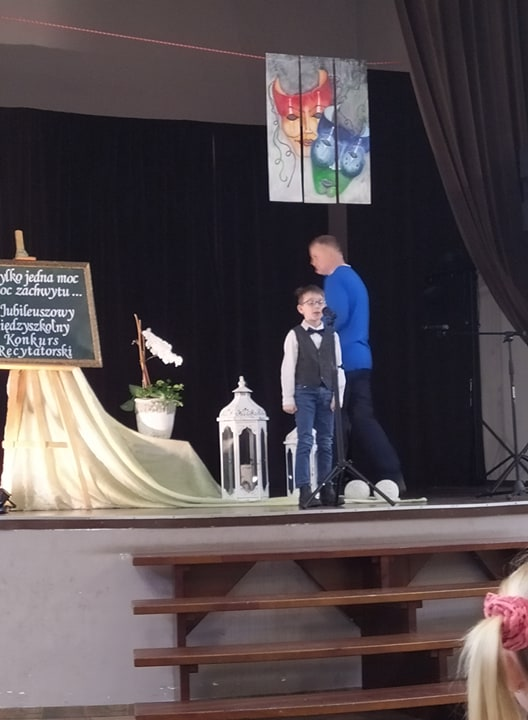 ylko jedna moc
oc zachwytu...
Jubileuszowy
iędzyszkolny
Konkurs
Recytatorski